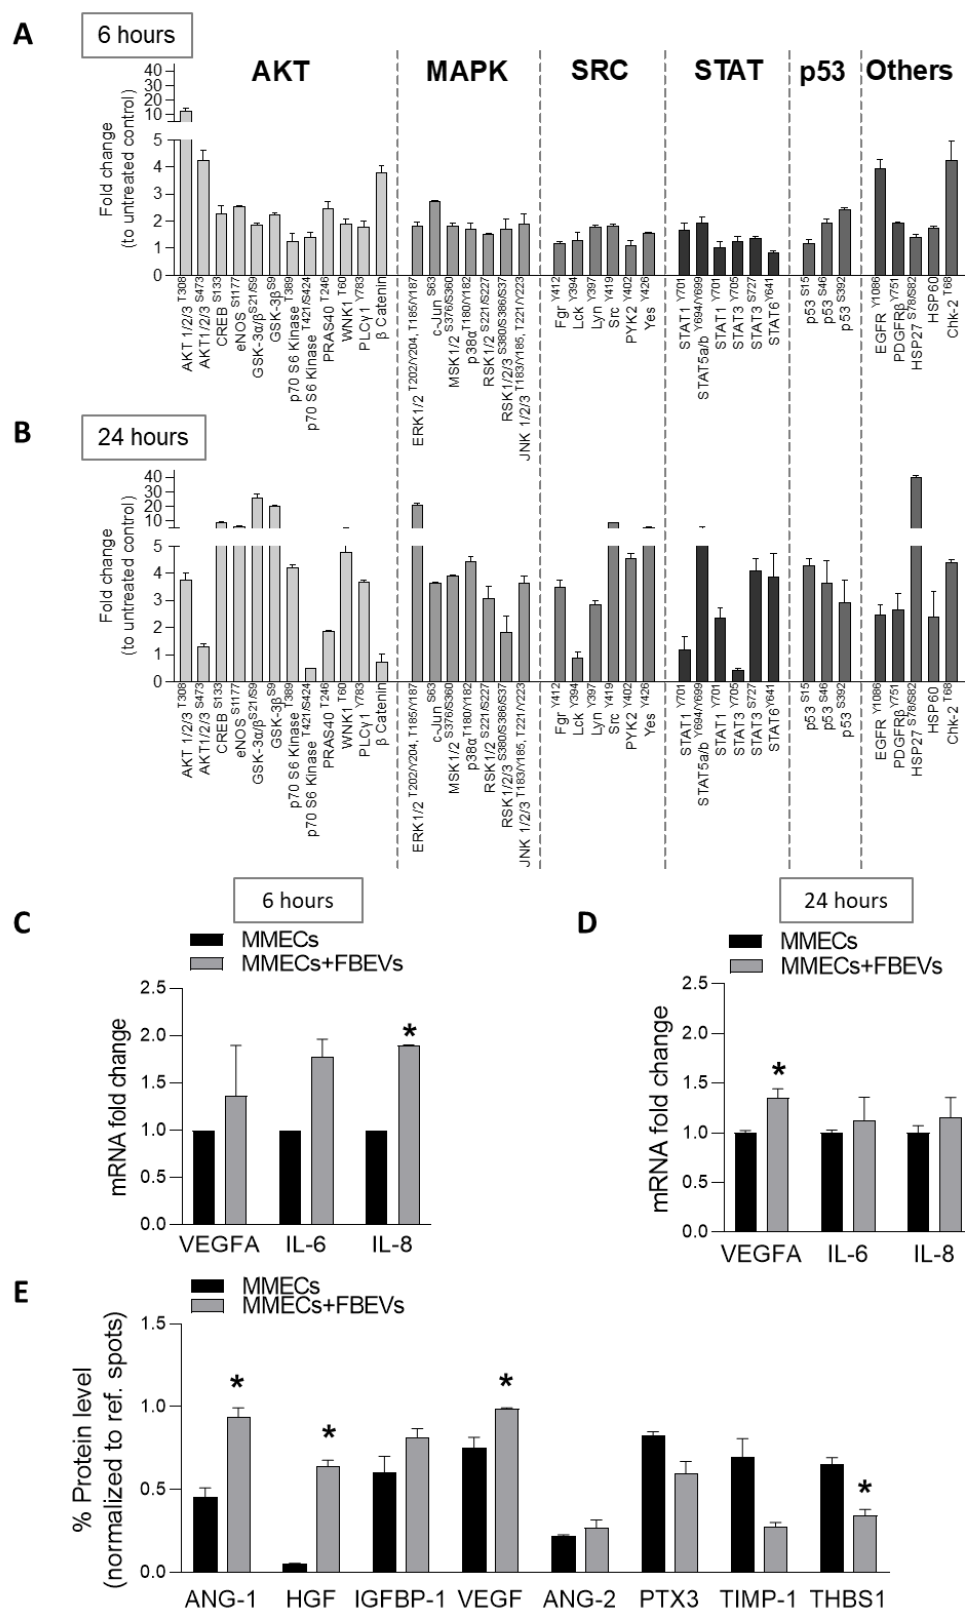 A
6 hours
AKT
MAPK
SRC
STAT
p53
Others
Fold change
(to untreated control)
40
30
20
10
5
4
3
2
1
0
AKT 1/2/3 T308
AKT1/2/3 S473
CREB S133
eNOS S1177
GSK-3α/β S21/S9
GSK-3β S9
p70 S6 Kinase T389
p70 S6 Kinase T421/S424
PRAS40 T246
WNK1 T60
PLCγ1 Y783
β Catenin
ERK1/2 T202/Y204, T185/Y187
c-Jun S63
MSK1/2 S376/S360
p38α T180/Y182
RSK1/2 S221/S227
RSK1/2/3 S380/S386/S37
JNK 1/2/3 T183/Y185, T221/Y223
Fgr Y412
Lck Y394
Lyn Y397
Src Y419
PYK2 Y402
Yes Y426
STAT1 Y701
STAT5a/b Y694/Y699
STAT1 Y701
STAT3 Y705
STAT3 S727
STAT6 Y641
p53 S15
p53 S46
p53 S392
EGFR Y1086
PDGFRβ Y751
HSP27 S78/S82
HSP60
Chk-2 T68
B
24 hours
Fold change
(to untreated control)
40
30
20
10
5
4
3
2
1
0
AKT 1/2/3 T308
AKT1/2/3 S473
CREB S133
eNOS S1177
GSK-3α/β S21/S9
GSK-3β S9
p70 S6 Kinase T389
p70 S6 Kinase T421/S424
PRAS40 T246
WNK1 T60
PLCγ1 Y783
β Catenin
ERK1/2 T202/Y204, T185/Y187
c-Jun S63
MSK1/2 S376/S360
p38α T180/Y182
RSK1/2 S221/S227
RSK1/2/3 S380/S386/S37
JNK 1/2/3 T183/Y185, T221/Y223
Fgr Y412
Lck Y394
Lyn Y397
Src Y419
PYK2 Y402
Yes Y426
STAT1 Y701
STAT5a/b Y694/Y699
STAT1 Y701
STAT3 Y705
STAT3 S727
STAT6 Y641
p53 S15
p53 S46
p53 S392
EGFR Y1086
PDGFRβ Y751
HSP27 S78/S82
HSP60
Chk-2 T68
C
6 hours
MMECs
MMECs+FBEVs
mRNA fold change
2.5
2.0
1.5
1.0
0.5
0.0
*
VEGFA
IL-6
IL-8
D
24 hours
MMECs
MMECs+FBEVs
mRNA fold change
2.5
2.0
1.5
1.0
0.5
0.0
*
VEGFA
IL-6
IL-8
E
MMECs
MMECs+FBEVs
% Protein level
(normalized to ref. spots)
1.5
1.0
0.5
0.0
* * * *
ANG-1
HGF
IGFBP-1
VEGF
ANG-2
PTX3
TIMP-1
THBS1